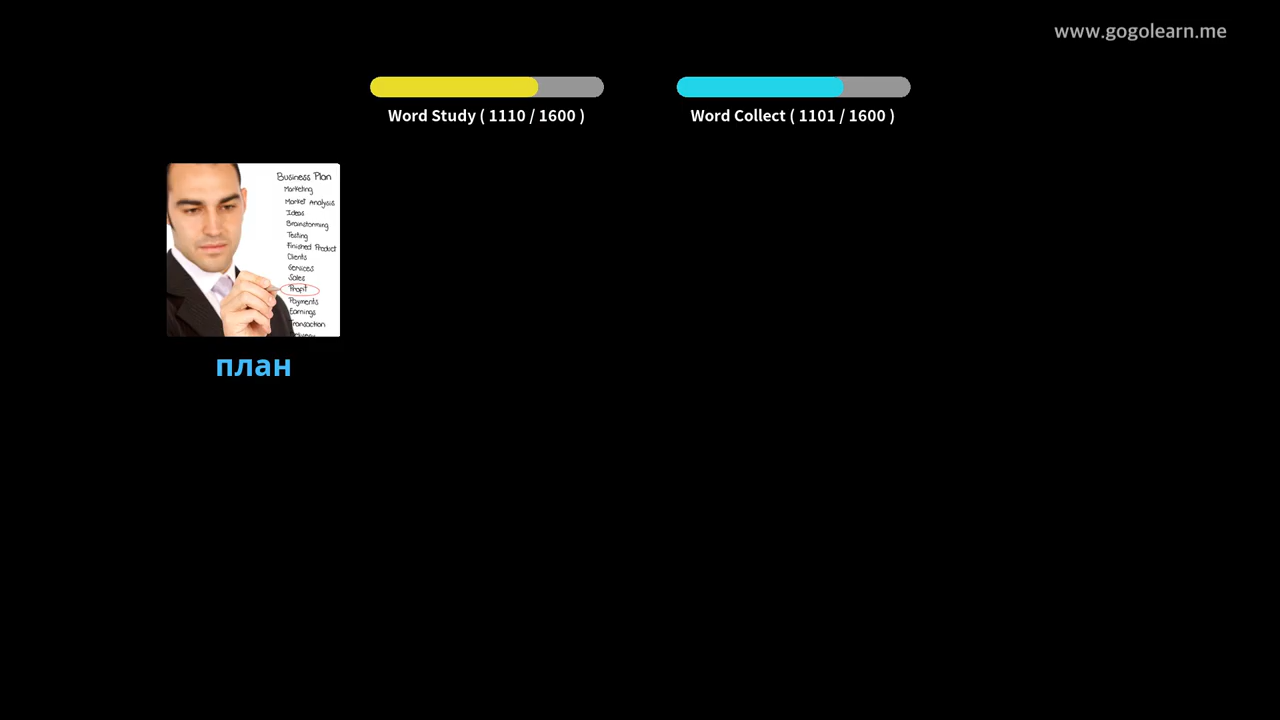 www.gogolearn.me
Word Study ( 1110 / 1600 )
Word Collect ( 1101 / 1600 )
Business Plan
Marketing
Market Analysis
Ideas
Brainstorming
Testing
Finished Product
Clients
Services
Sales
Profit
Payments
Earnings
Transaction
план